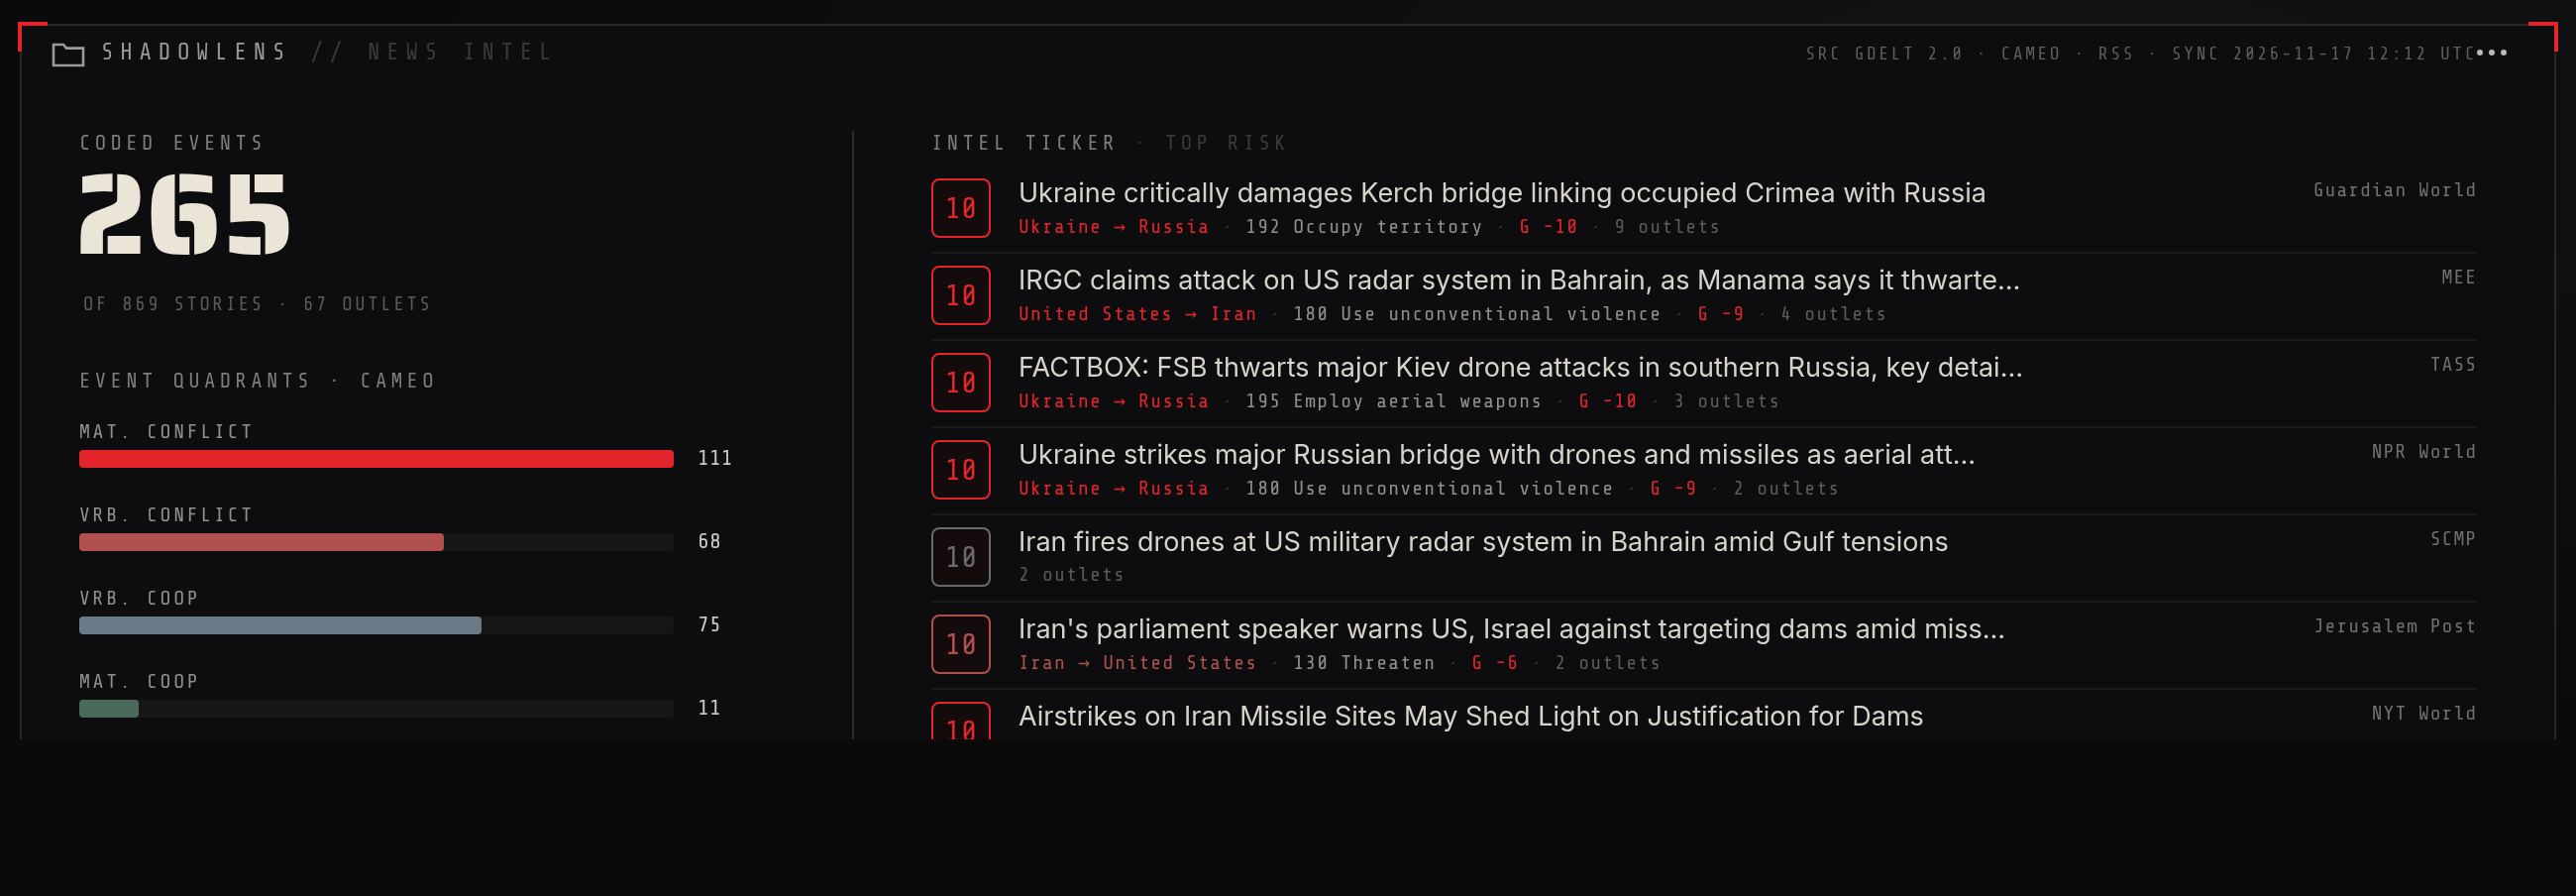 SHADOWLENS // NEWS INTEL
SRC GDELT 2.0 · CAMEO · RSS · SYNC 2026-11-17 12:12 UTC
CODED EVENTS
265
OF 869 STORIES · 67 OUTLETS
EVENT QUADRANTS · CAMEO
MAT. CONFLICT
111
VRB. CONFLICT
68
VRB. COOP
75
MAT. COOP
11
INTEL TICKER · TOP RISK
10 Ukraine critically damages Kerch bridge linking occupied Crimea with Russia Guardian World
Ukraine → Russia · 192 Occupy territory · G -10 · 9 outlets
10 IRGC claims attack on US radar system in Bahrain, as Manama says it thwarte... MEE
United States → Iran · 180 Use unconventional violence · G -9 · 4 outlets
10 FACTBOX: FSB thwarts major Kiev drone attacks in southern Russia, key detai... TASS
Ukraine → Russia · 195 Employ aerial weapons · G -10 · 3 outlets
10 Ukraine strikes major Russian bridge with drones and missiles as aerial att... NPR World
Ukraine → Russia · 180 Use unconventional violence · G -9 · 2 outlets
10 Iran fires drones at US military radar system in Bahrain amid Gulf tensions SCMP
2 outlets
10 Iran's parliament speaker warns US, Israel against targeting dams amid miss... Jerusalem Post
Iran → United States · 130 Threaten · G -6 · 2 outlets
10 Airstrikes on Iran Missile Sites May Shed Light on Justification for Dams NYT World